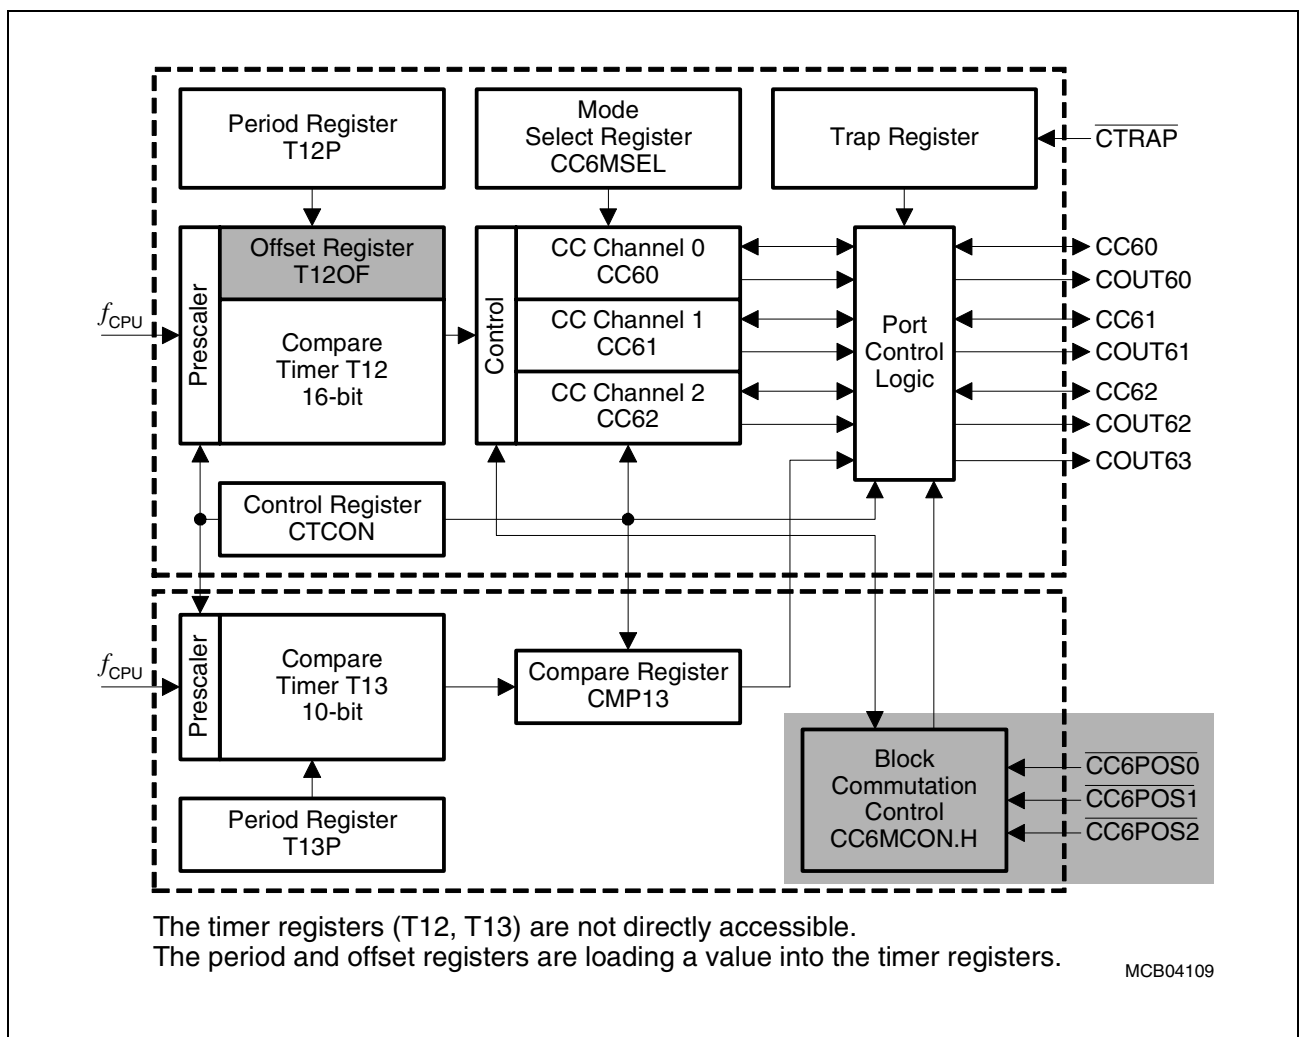 Period Register
T12P
Mode
Select Register
CC6MSEL
Trap Register
CTRAP
Prescaler
Offset Register
T12OF
Compare
Timer T12
16-bit
fCPU
Control
CC Channel 0
CC60
CC Channel 1
CC61
CC Channel 2
CC62
Port
Control
Logic
CC60
COUT60
CC61
COUT61
CC62
COUT62
COUT63
Control Register
CTCON
fCPU
Prescaler
Compare
Timer T13
10-bit
Compare Register
CMP13
Period Register
T13P
Block
Commutation
Control
CC6MCON.H
CC6POS0
CC6POS1
CC6POS2
The timer registers (T12, T13) are not directly accessible.
The period and offset registers are loading a value into the timer registers.
MCB04109